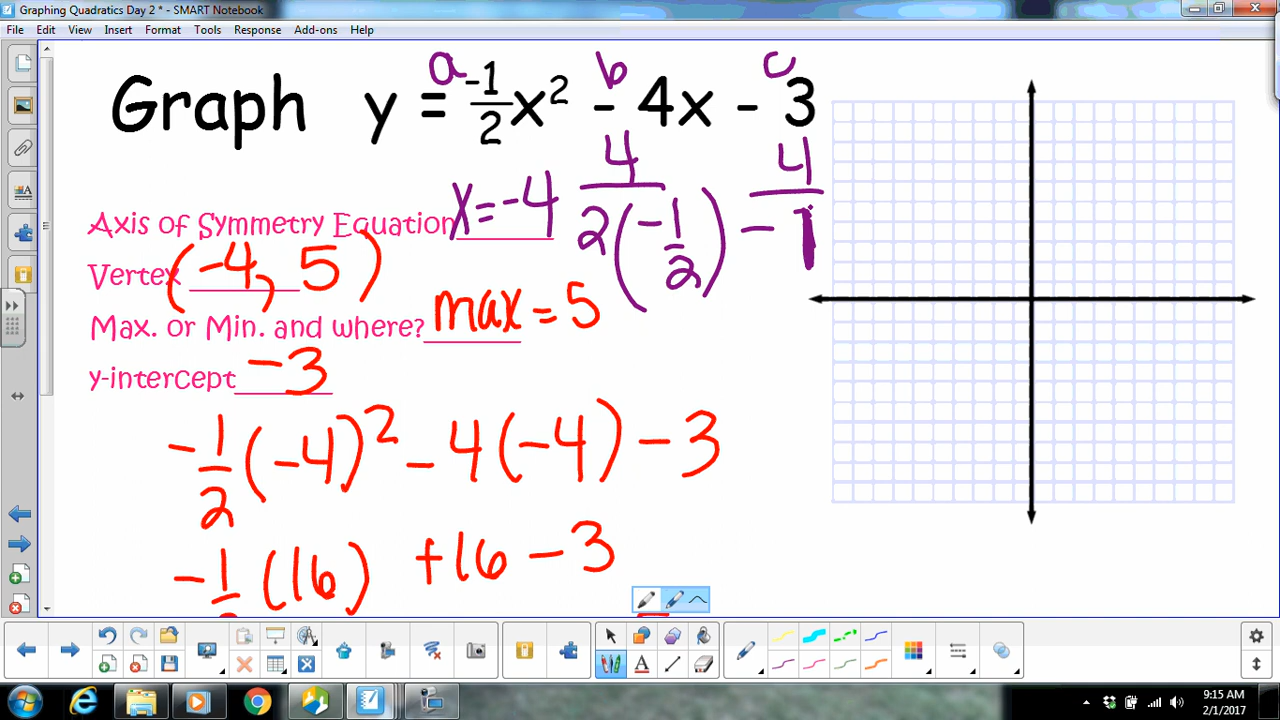 Graphing Quadratics Day 2 * - SMART Notebook
File Edit View Insert Format Tools Response Add-ons Help
a b c
Graph y = -1/2 x² - 4x - 3
x = -4 4/2(-1/2) 4/-1
Axis of Symmetry Equation
Vertex (-4, 5)
Max. or Min. and where? max = 5
y-intercept -3
-1/2 (-4)² - 4(-4) - 3
-1/2 (16) +16 - 3
9:15 AM
2/1/2017